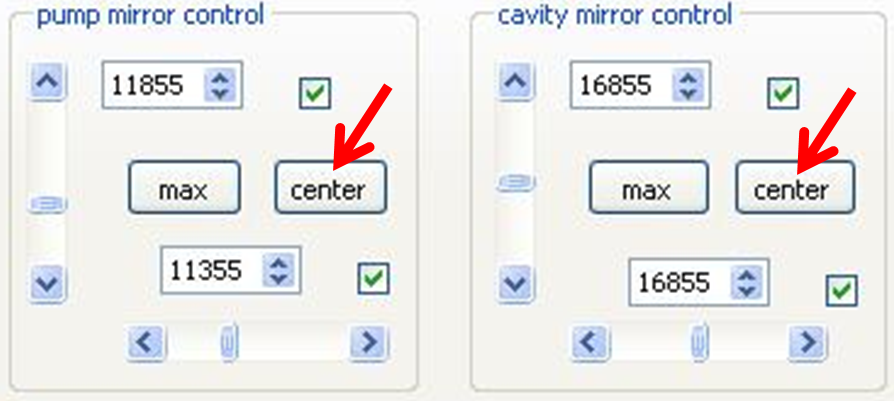 pump mirror control
11855
max
center
11355
cavity mirror control
16855
max
center
16855